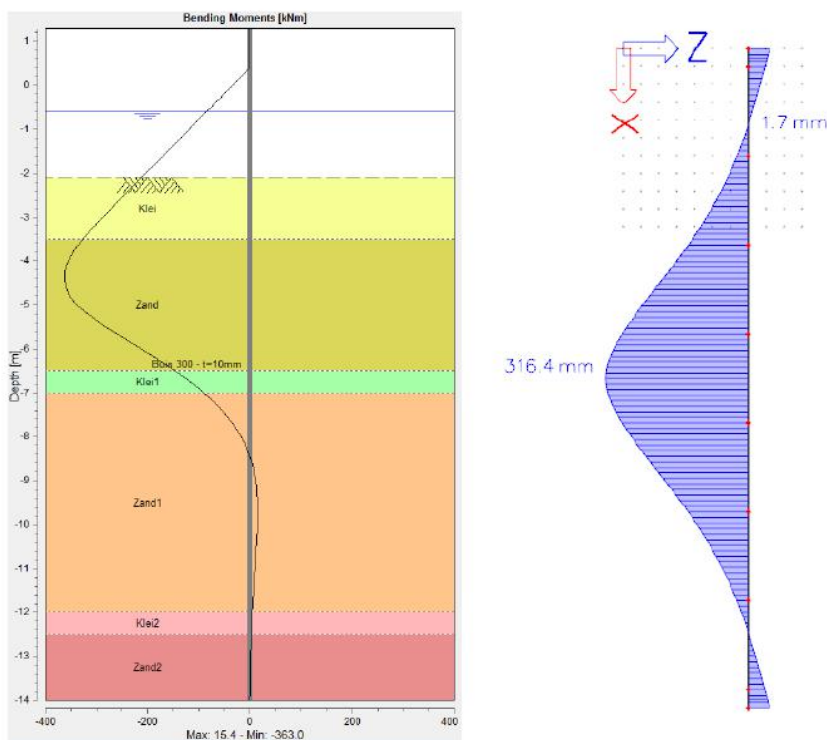 Bending Moments [kNm]
1
0
-1
-2
Klei
-3
-4
Zand
-5
-6
Buis 300 - t=10mm
Klei1
-7
-8
-9
Zand1
-10
-11
-12
Klei2
-13
Zand2
-14
Depth [m]
-400
-200
0
200
400
Max: 15.4 - Min: -363.0
Z
X
1.7 mm
316.4 mm